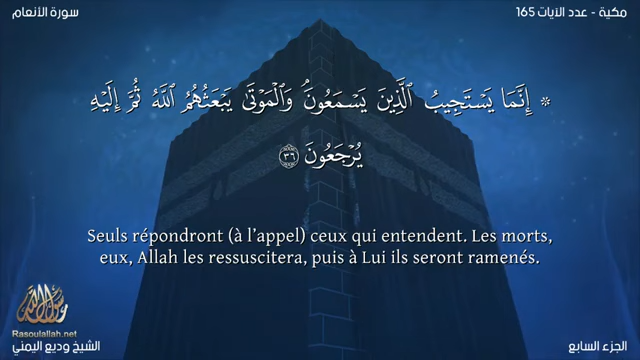 سورة الأنعام
مكية - عدد الآيات 165
* إِنَّمَا يَسْتَجِيبُ ٱلَّذِينَ يَسْمَعُونَۘ وَٱلْمَوْتَىٰ يَبْعَثُهُمُ ٱللَّهُ ثُمَّ إِلَيْهِ
يُرْجَعُونَ ٣٦
Seuls répondront (à l’appel) ceux qui entendent. Les morts,
eux, Allah les ressuscitera, puis à Lui ils seront ramenés.
رسول الله
Rasoulallah.net
الشيخ وديع اليمني
الجزء السابع